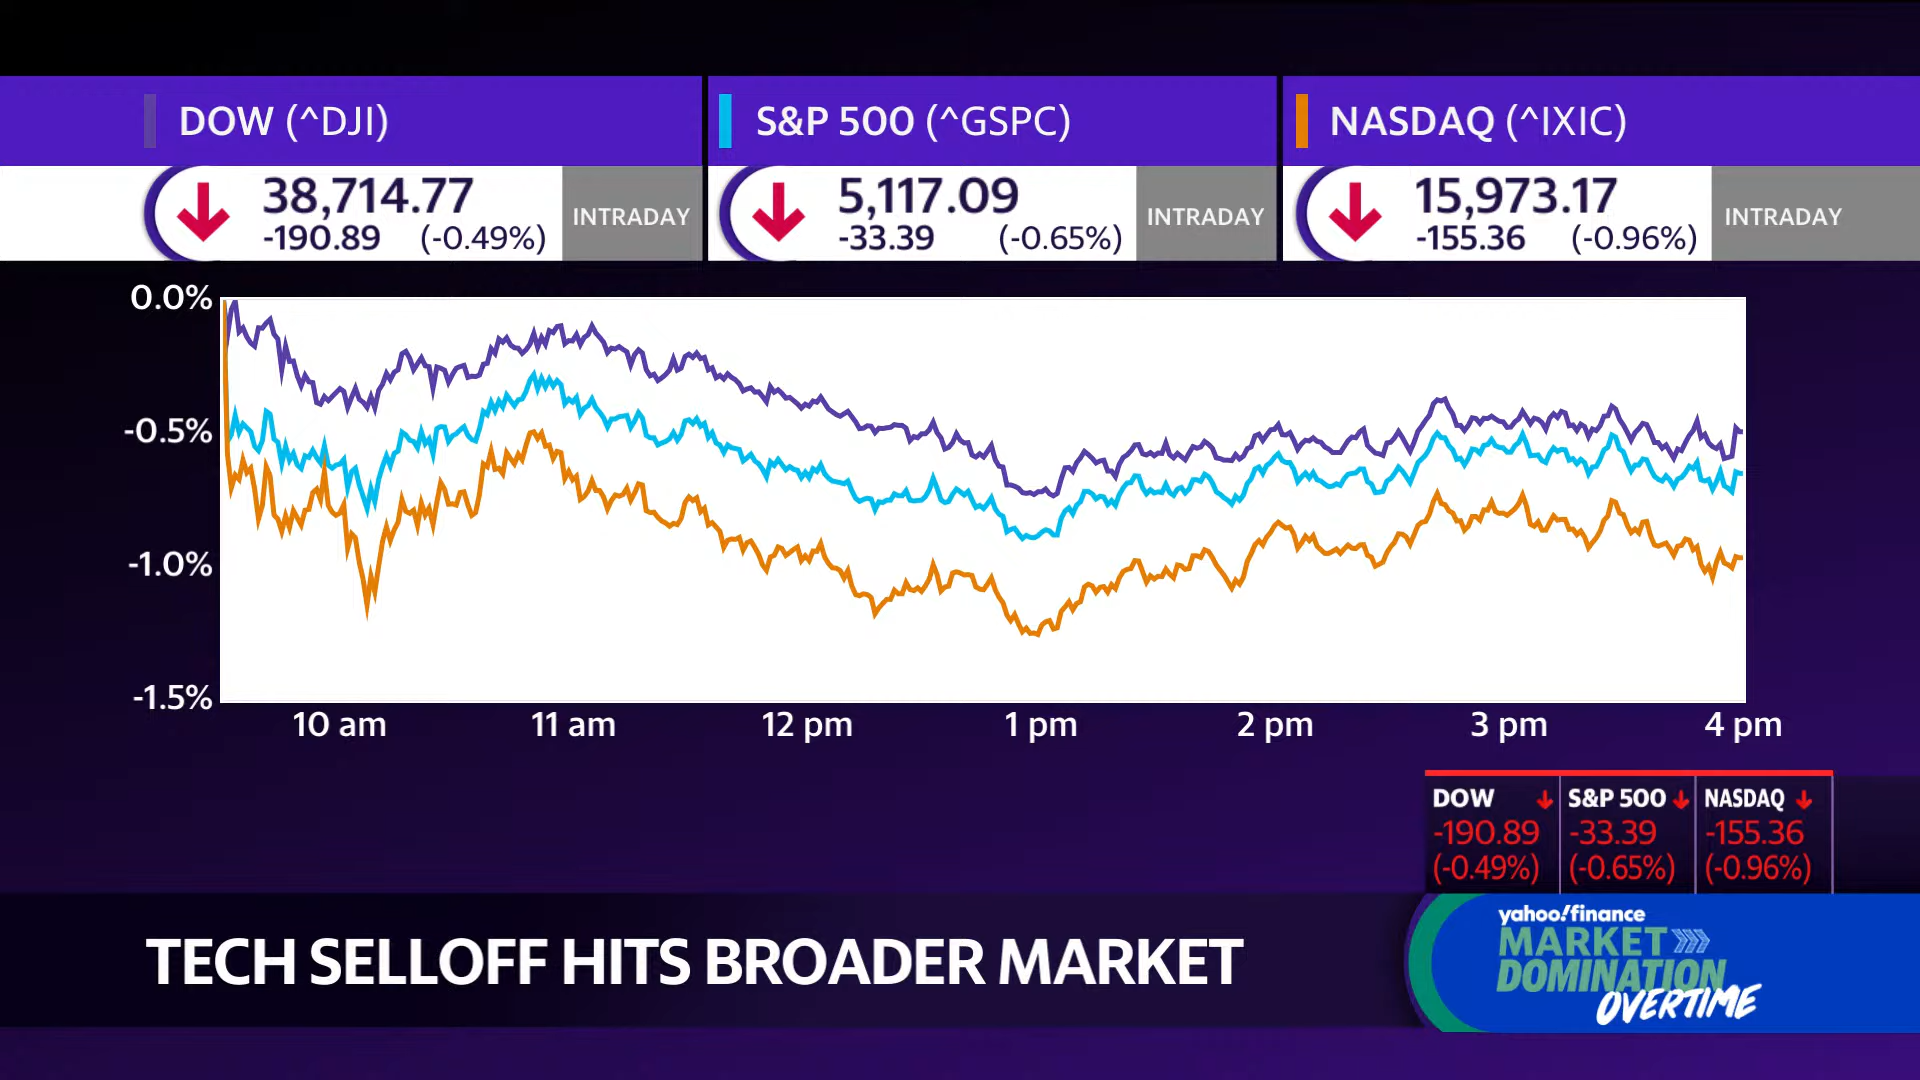 DOW (^DJI)
38,714.77
-190.89 (-0.49%)
INTRADAY
S&P 500 (^GSPC)
5,117.09
-33.39 (-0.65%)
INTRADAY
NASDAQ (^IXIC)
15,973.17
-155.36 (-0.96%)
INTRADAY
0.0%
-0.5%
-1.0%
-1.5%
10 am 11 am 12 pm 1 pm 2 pm 3 pm 4 pm
DOW
-190.89
(-0.49%)
S&P 500
-33.39
(-0.65%)
NASDAQ
-155.36
(-0.96%)
TECH SELLOFF HITS BROADER MARKET
yahoo!finance
MARKET
DOMINATION
OVERTIME